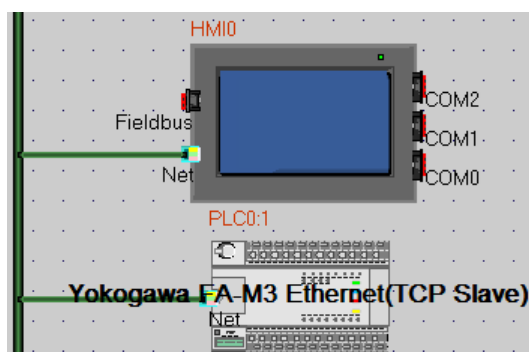 HMI0
COM2
Fieldbus
COM1
Net
COM0
PLC0:1
Yokogawa FA-M3 Ethernet(TCP Slave)
Net